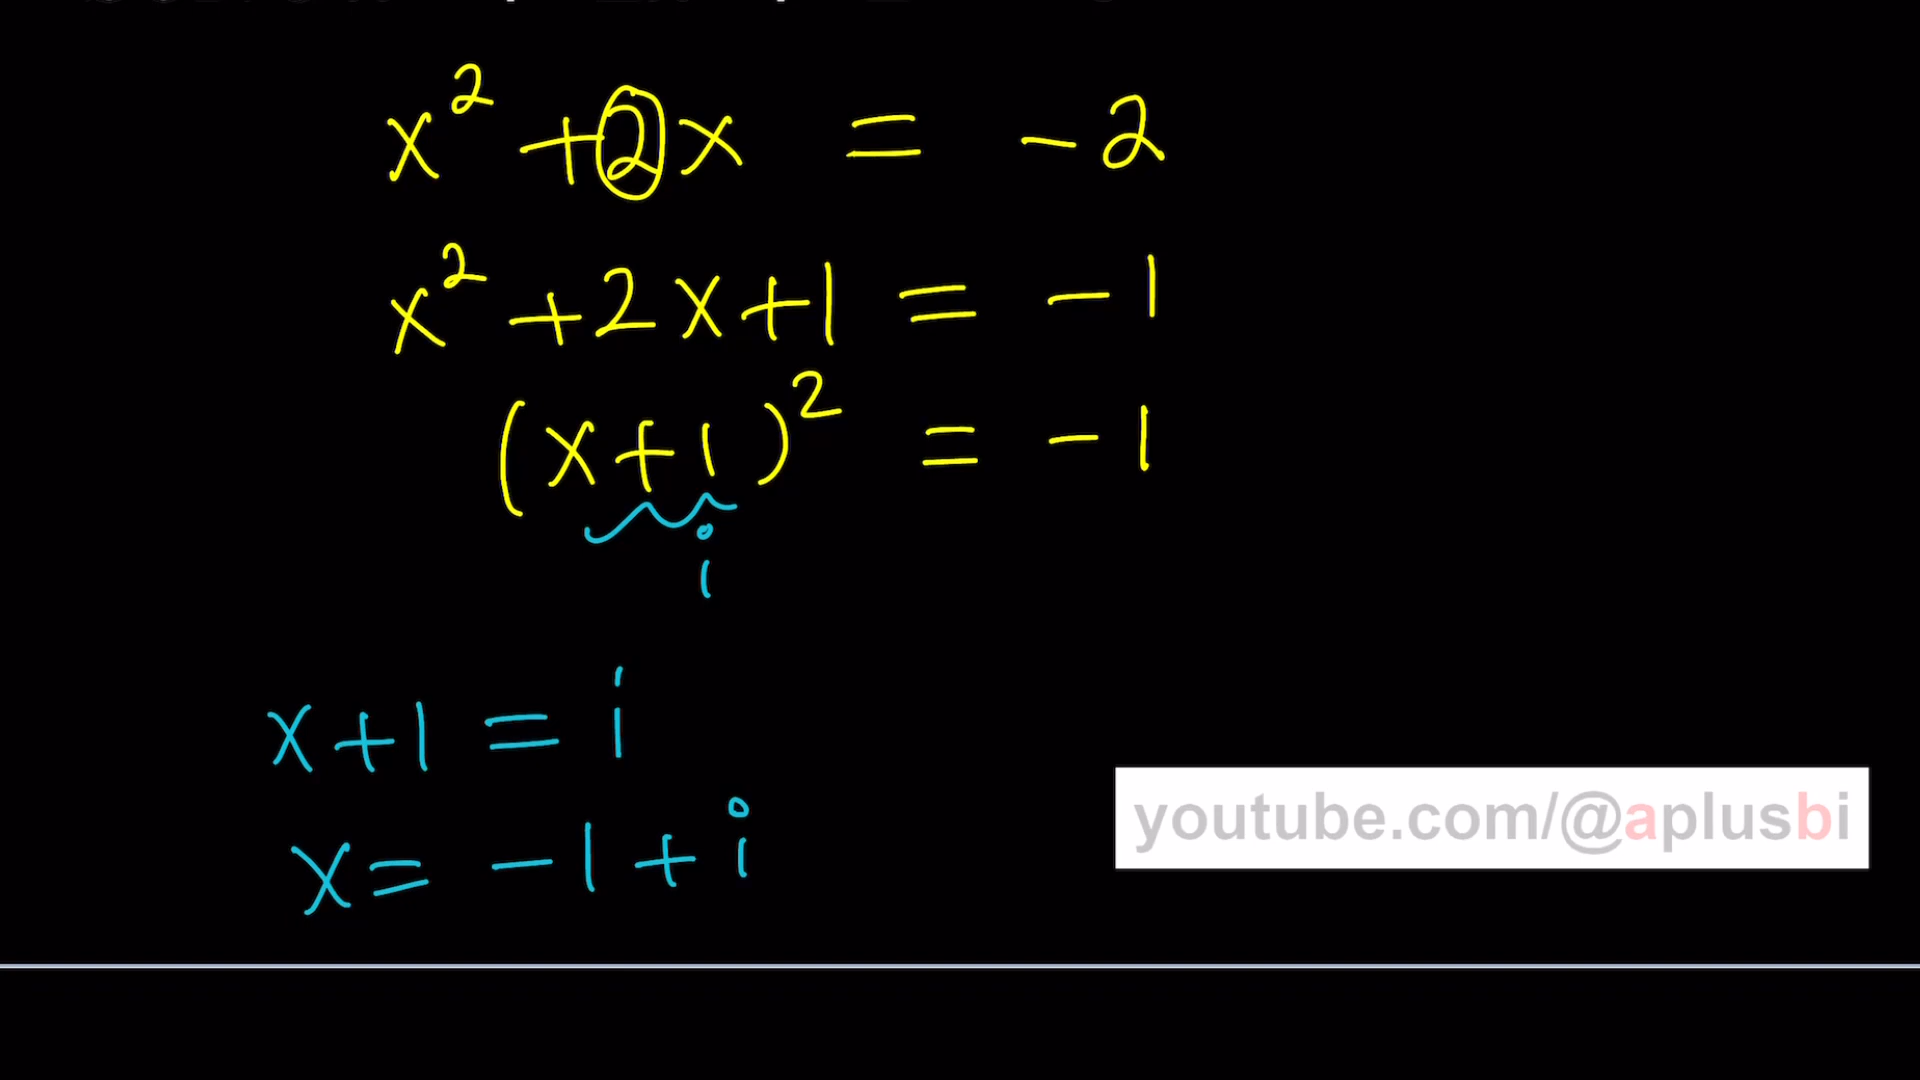 x² + 2x = -2
x² + 2x + 1 = -1
(x + 1)² = -1
i
x + 1 = i
x = -1 + i
youtube.com/@aplusbi